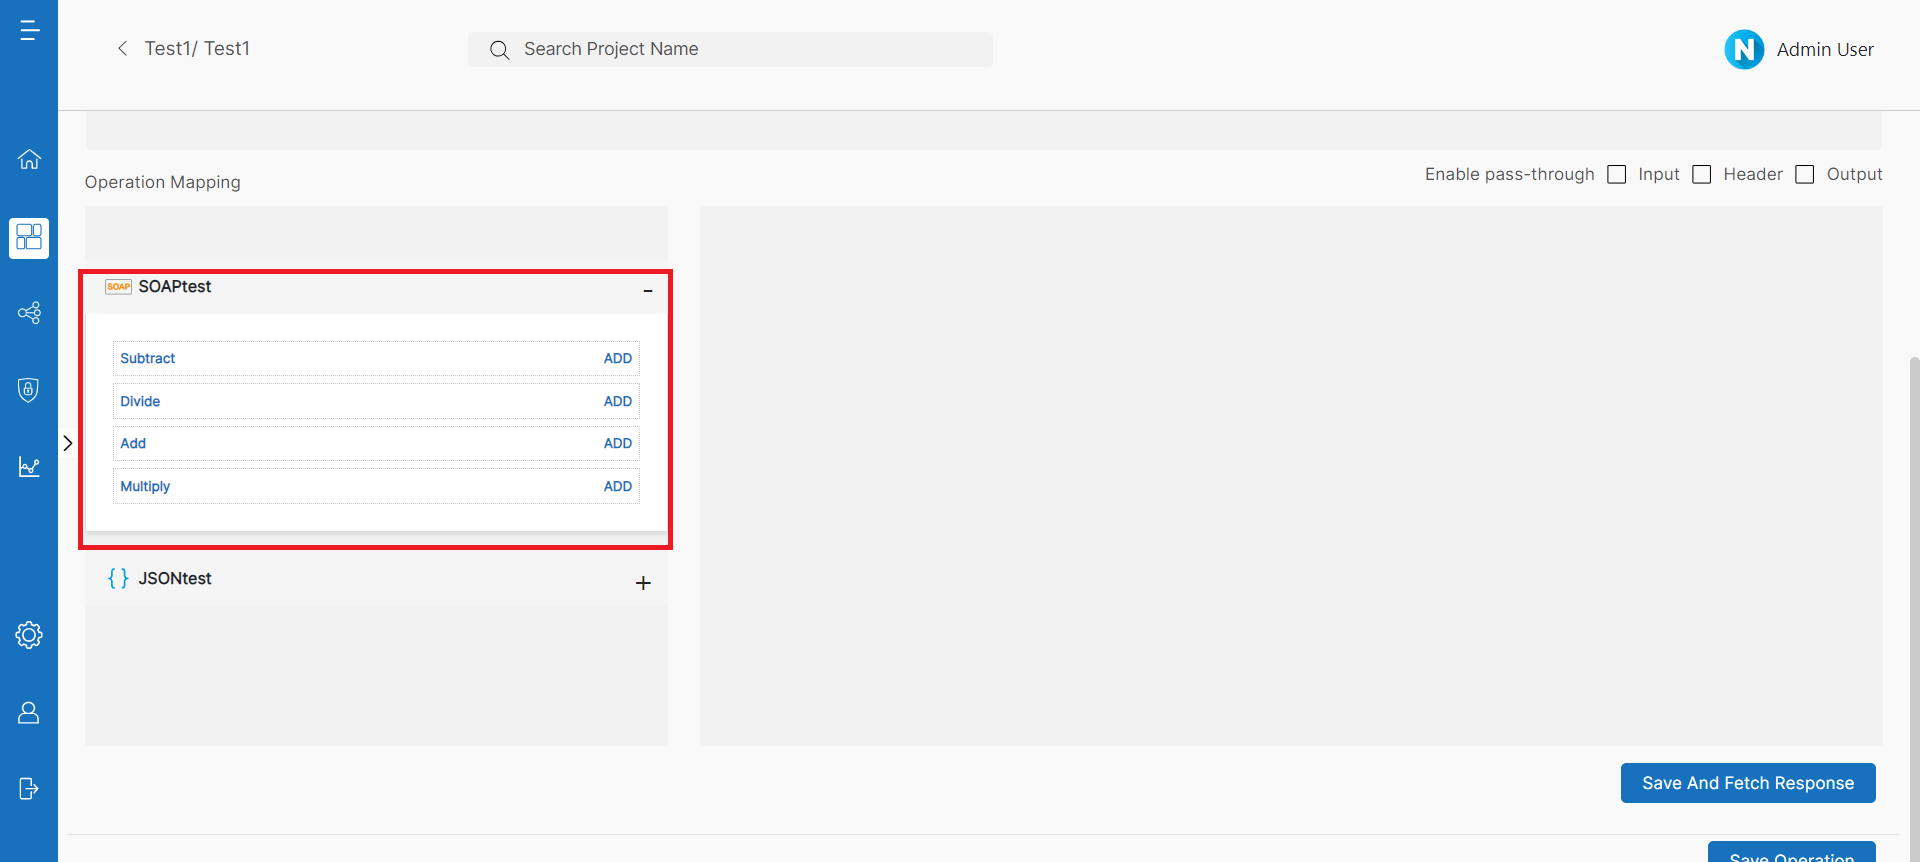 Test1/ Test1
Search Project Name
N Admin User
Operation Mapping
Enable pass-through Input Header Output
SOAP SOAPtest
Subtract ADD
Divide ADD
Add ADD
Multiply ADD
{ } JSONtest
Save And Fetch Response
Save Operation